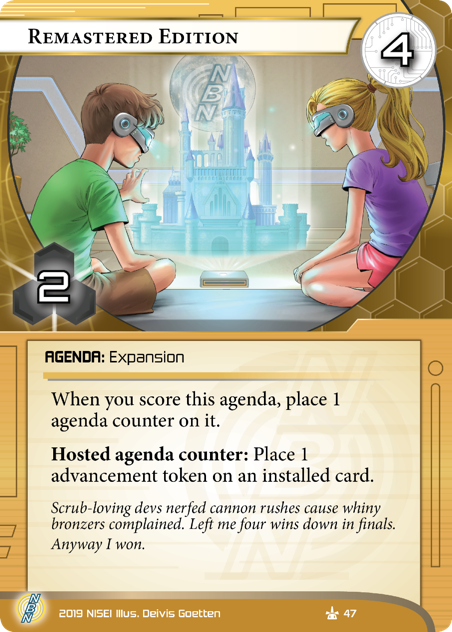 REMASTERED EDITION
4
NBN
2
AGENDA: Expansion
When you score this agenda, place 1
agenda counter on it.
Hosted agenda counter: Place 1
advancement token on an installed card.
Scrub-loving devs nerfed cannon rushes cause whiny
bronzers complained. Left me four wins down in finals.
Anyway I won.
NBN
NBN
2019 NISEI Illus. Deivis Goetten
47